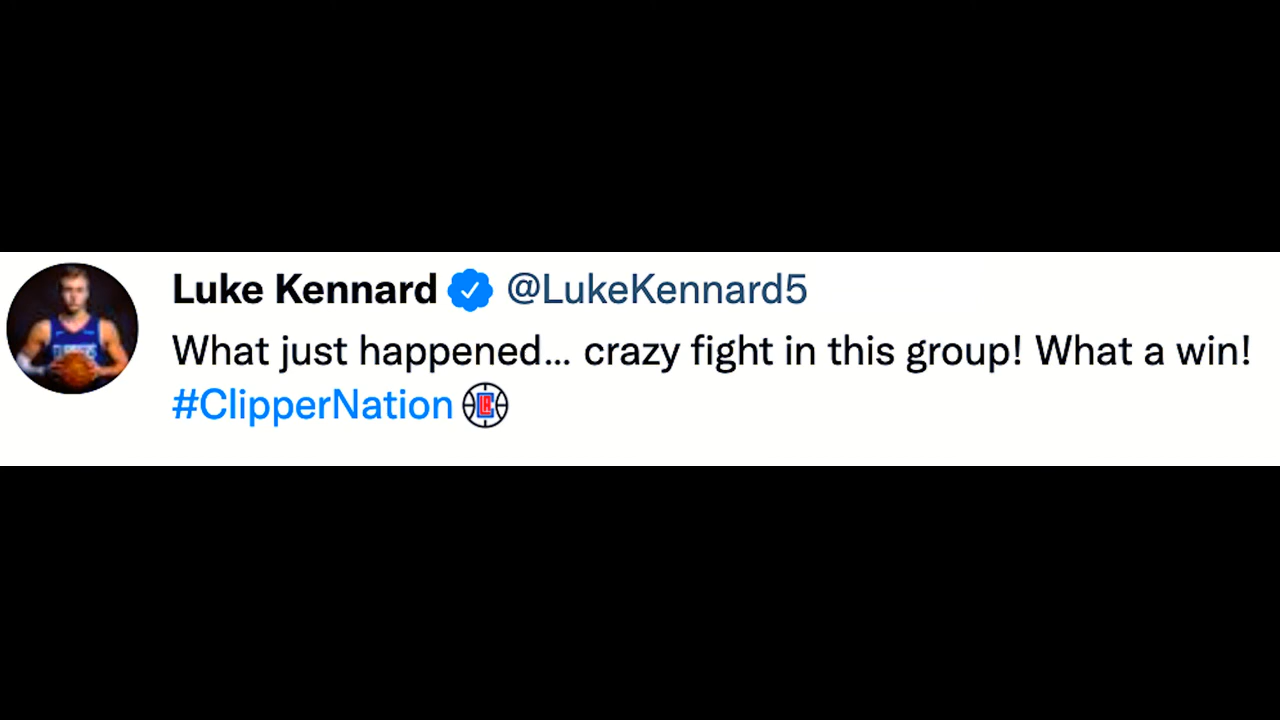 Luke Kennard @LukeKennard5
What just happened... crazy fight in this group! What a win!
#ClipperNation